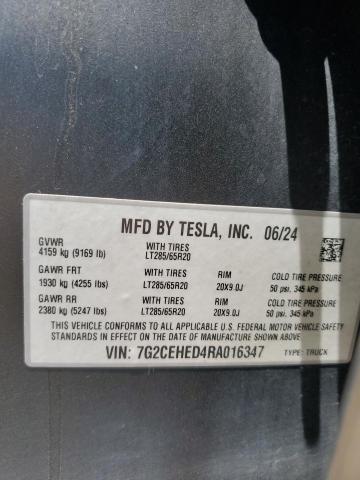 MFD BY TESLA, INC. 06/24
GVWR WITH TIRES
4159 kg (9169 lb) LT285/65R20
GAWR FRT WITH TIRES RIM COLD TIRE PRESSURE
1930 kg (4255 lbs) LT285/65R20 20X9.0J 50 psi. 345 kPa
GAWR RR WITH TIRES RIM COLD TIRE PRESSURE
2380 kg (5247 lbs) LT285/65R20 20X9.0J 50 psi. 345 kPa
THIS VEHICLE CONFORMS TO ALL APPLICABLE U.S. FEDERAL MOTOR VEHICLE SAFETY
STANDARDS IN EFFECT ON THE DATE OF MANUFACTURE SHOWN ABOVE.
VIN: 7G2CEHED4RA016347 TYPE: TRUCK